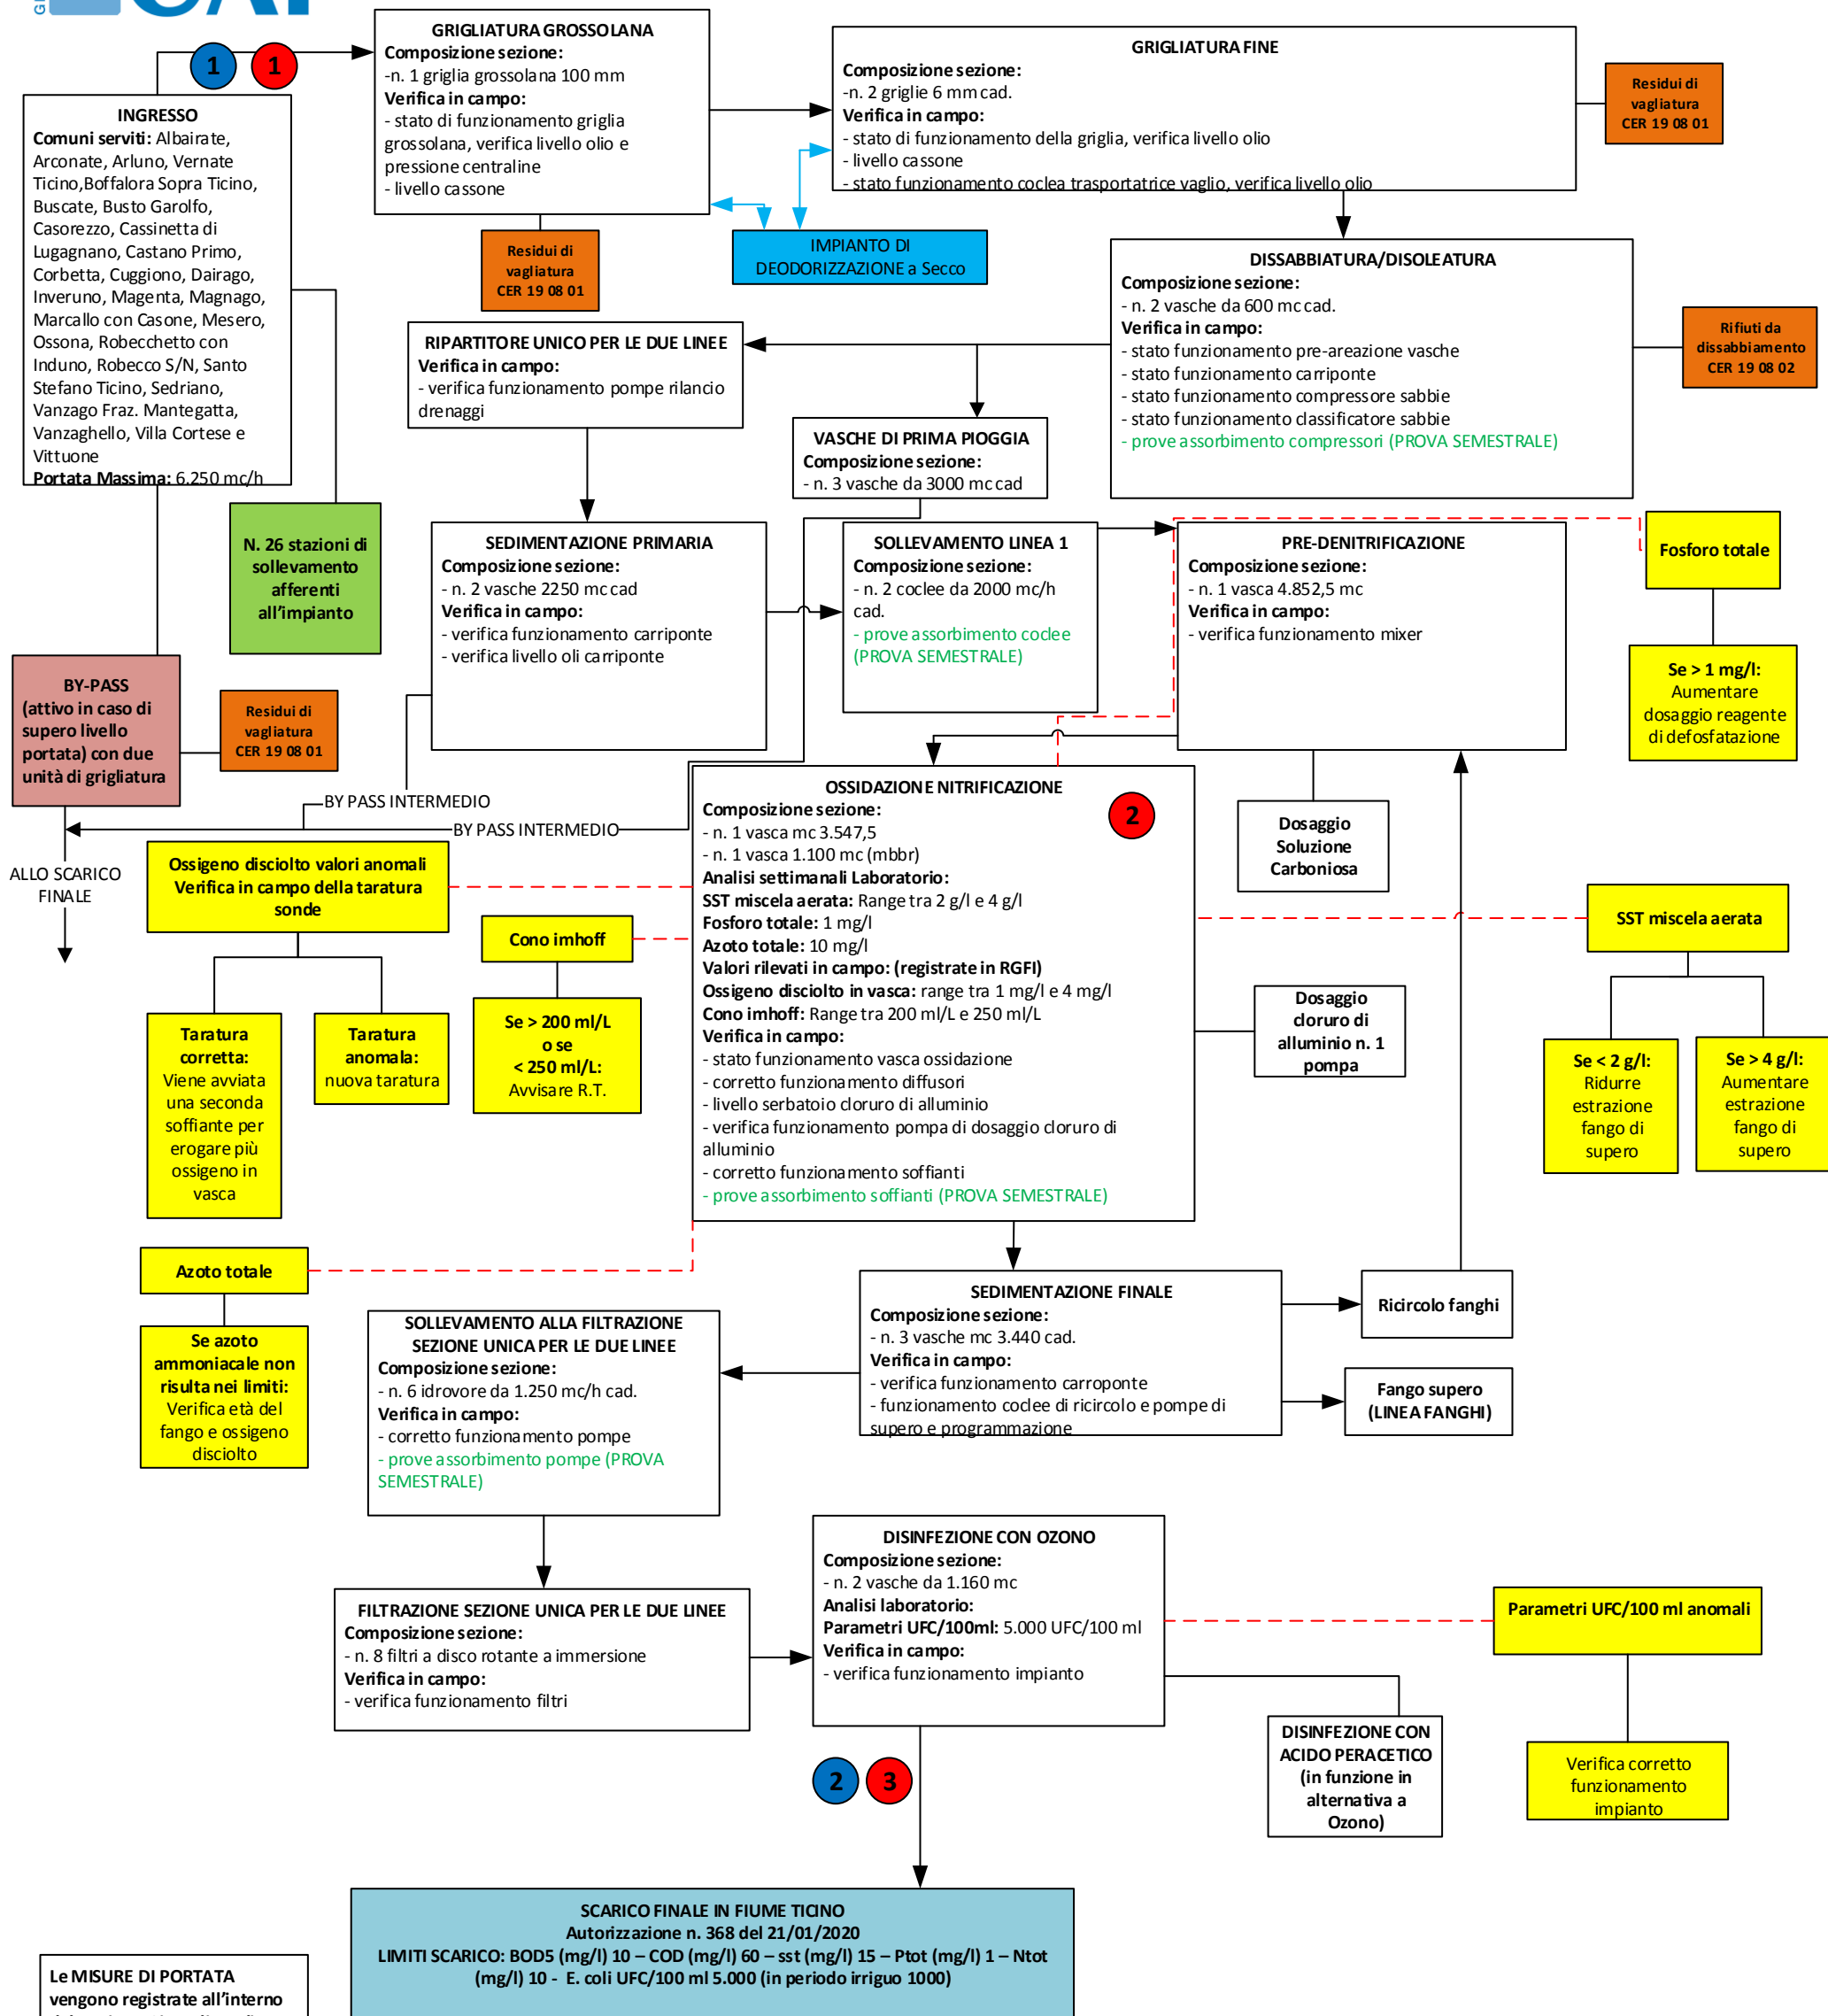 CAP
1
1
GRIGLIATURA GROSSOLANA
Composizione sezione:
-n. 1 griglia grossolana 100 mm
Verifica in campo:
- stato di funzionamento griglia
grossolana, verifica livello olio e
pressione centraline
- livello cassone
GRIGLIATURA FINE
Composizione sezione:
-n. 2 griglie 6 mm cad.
Verifica in campo:
- stato di funzionamento della griglia, verifica livello olio
- livello cassone
- stato funzionamento coclea trasportatrice vaglio, verifica livello olio
Residui di
vagliatura
CER 19 08 01
INGRESSO
Comuni serviti: Albairate,
Arconate, Arluno, Vernate
Ticino,Boffalora Sopra Ticino,
Buscate, Busto Garolfo,
Casorezzo, Cassinetta di
Lugagnano, Castano Primo,
Corbetta, Cuggiono, Dairago,
Inveruno, Magenta, Magnago,
Marcallo con Casone, Mesero,
Ossona, Robecchetto con
Induno, Robecco S/N, Santo
Stefano Ticino, Sedriano,
Vanzago Fraz. Mantegatta,
Vanzaghello, Villa Cortese e
Vittuone
Portata Massima: 6.250 mc/h
Residui di
vagliatura
CER 19 08 01
IMPIANTO DI
DEODORIZZAZIONE a Secco
DISSABBIATURA/DISOLEATURA
Composizione sezione:
- n. 2 vasche da 600 mc cad.
Verifica in campo:
- stato funzionamento pre-areazione vasche
- stato funzionamento carriponte
- stato funzionamento compressore sabbie
- stato funzionamento classificatore sabbie
- prove assorbimento compressori (PROVA SEMESTRALE)
Rifiuti da
dissabbiamento
CER 19 08 02
RIPARTITORE UNICO PER LE DUE LINEE
Verifica in campo:
- verifica funzionamento pompe rilancio
drenaggi
VASCHE DI PRIMA PIOGGIA
Composizione sezione:
- n. 3 vasche da 3000 mc cad
N. 26 stazioni di
sollevamento
afferenti
all'impianto
SEDIMENTAZIONE PRIMARIA
Composizione sezione:
- n. 2 vasche 2250 mc cad
Verifica in campo:
- verifica funzionamento carriponte
- verifica livello oli carriponte
SOLLEVAMENTO LINEA 1
Composizione sezione:
- n. 2 coclee da 2000 mc/h
cad.
- prove assorbimento coclee
(PROVA SEMESTRALE)
PRE-DENITRIFICAZIONE
Composizione sezione:
- n. 1 vasca 4.852,5 mc
Verifica in campo:
- verifica funzionamento mixer
Fosforo totale
Se > 1 mg/l:
Aumentare
dosaggio reagente
di defosfatazione
BY-PASS
(attivo in caso di
supero livello
portata) con due
unità di grigliatura
Residui di
vagliatura
CER 19 08 01
BY PASS INTERMEDIO
BY PASS INTERMEDIO
ALLO SCARICO
FINALE
OSSIDAZIONE NITRIFICAZIONE
2
Composizione sezione:
- n. 1 vasca mc 3.547,5
- n. 1 vasca 1.100 mc (mbbr)
Analisi settimanali Laboratorio:
SST miscela aerata: Range tra 2 g/l e 4 g/l
Fosforo totale: 1 mg/l
Azoto totale: 10 mg/l
Valori rilevati in campo: (registrate in RGFI)
Ossigeno disciolto in vasca: range tra 1 mg/l e 4 mg/l
Cono imhoff: Range tra 200 ml/L e 250 ml/L
Verifica in campo:
- stato funzionamento vasca ossidazione
- corretto funzionamento diffusori
- livello serbatoio cloruro di alluminio
- verifica funzionamento pompa di dosaggio cloruro di
alluminio
- corretto funzionamento soffianti
- prove assorbimento soffianti (PROVA SEMESTRALE)
Dosaggio
Soluzione
Carboniosa
Ossigeno disciolto valori anomali
Verifica in campo della taratura
sonde
Cono imhoff
Se > 200 ml/L
o se
< 250 ml/L:
Avvisare R.T.
Taratura
corretta:
Viene avviata
una seconda
soffiante per
erogare più
ossigeno in
vasca
Taratura
anomala:
nuova taratura
SST miscela aerata
Dosaggio
cloruro di
alluminio n. 1
pompa
Se < 2 g/l:
Ridurre
estrazione
fango di
supero
Se > 4 g/l:
Aumentare
estrazione
fango di
supero
Azoto totale
Se azoto
ammoniacale non
risulta nei limiti:
Verifica età del
fango e ossigeno
disciolto
SEDIMENTAZIONE FINALE
Composizione sezione:
- n. 3 vasche mc 3.440 cad.
Verifica in campo:
- verifica funzionamento carroponte
- funzionamento coclee di ricircolo e pompe di
supero e programmazione
Ricircolo fanghi
Fango supero
(LINEA FANGHI)
SOLLEVAMENTO ALLA FILTRAZIONE
SEZIONE UNICA PER LE DUE LINEE
Composizione sezione:
- n. 6 idrovore da 1.250 mc/h cad.
Verifica in campo:
- corretto funzionamento pompe
- prove assorbimento pompe (PROVA
SEMESTRALE)
FILTRAZIONE SEZIONE UNICA PER LE DUE LINEE
Composizione sezione:
- n. 8 filtri a disco rotante a immersione
Verifica in campo:
- verifica funzionamento filtri
DISINFEZIONE CON OZONO
Composizione sezione:
- n. 2 vasche da 1.160 mc
Analisi laboratorio:
Parametri UFC/100ml: 5.000 UFC/100 ml
Verifica in campo:
- verifica funzionamento impianto
Parametri UFC/100 ml anomali
Verifica corretto
funzionamento
impianto
DISINFEZIONE CON
ACIDO PERACETICO
(in funzione in
alternativa a
Ozono)
2
3
SCARICO FINALE IN FIUME TICINO
Autorizzazione n. 368 del 21/01/2020
LIMITI SCARICO: BOD5 (mg/l) 10 – COD (mg/l) 60 – sst (mg/l) 15 – Ptot (mg/l) 1 – Ntot
(mg/l) 10 - E. coli UFC/100 ml 5.000 (in periodo irriguo 1000)
Le MISURE DI PORTATA
vengono registrate all'interno